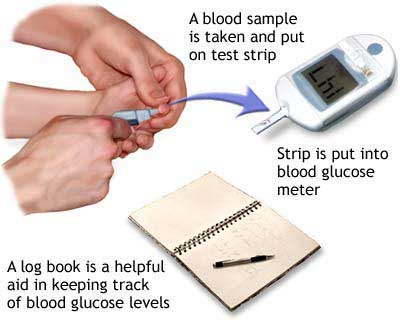 A blood sample
is taken and put
on test strip
Strip is put into
blood glucose
meter
A log book is a helpful
aid in keeping track
of blood glucose levels